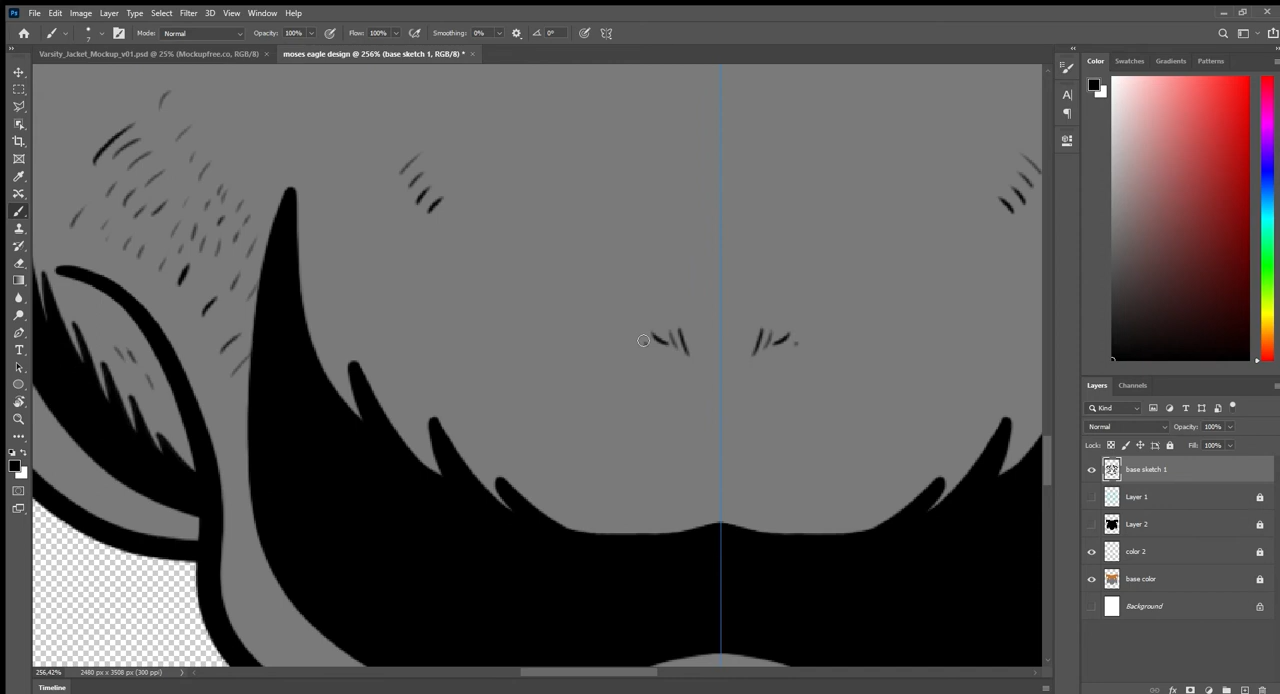 Ps File Edit Image Layer Type Select Filter 3D View Window Help
7 Mode: Normal Opacity: 100% Flow: 100% Smoothing: 0% 0°
Varsity_Jacket_Mockup_v01.psd @ 25% (Mockupfree.co, RGB/8) × moses eagle design @ 256% (base sketch 1, RGB/8) * ×
Color Swatches Gradients Patterns
Layers Channels
Kind
Normal Opacity: 100%
Lock: Fill: 100%
base sketch 1
Layer 1
Layer 2
color 2
base color
Background
256,42% 2480 px x 3508 px (300 ppi)
Timeline